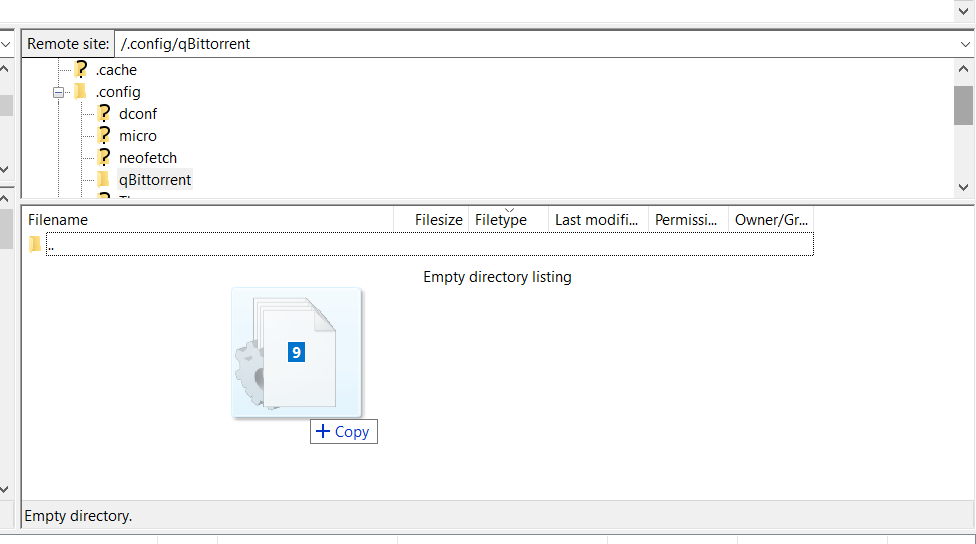 Remote site: /.config/qBittorrent
.cache
.config
dconf
micro
neofetch
qBittorrent
Filename Filesize Filetype Last modifi... Permissi... Owner/Gr...
..
Empty directory listing
9
Copy
Empty directory.